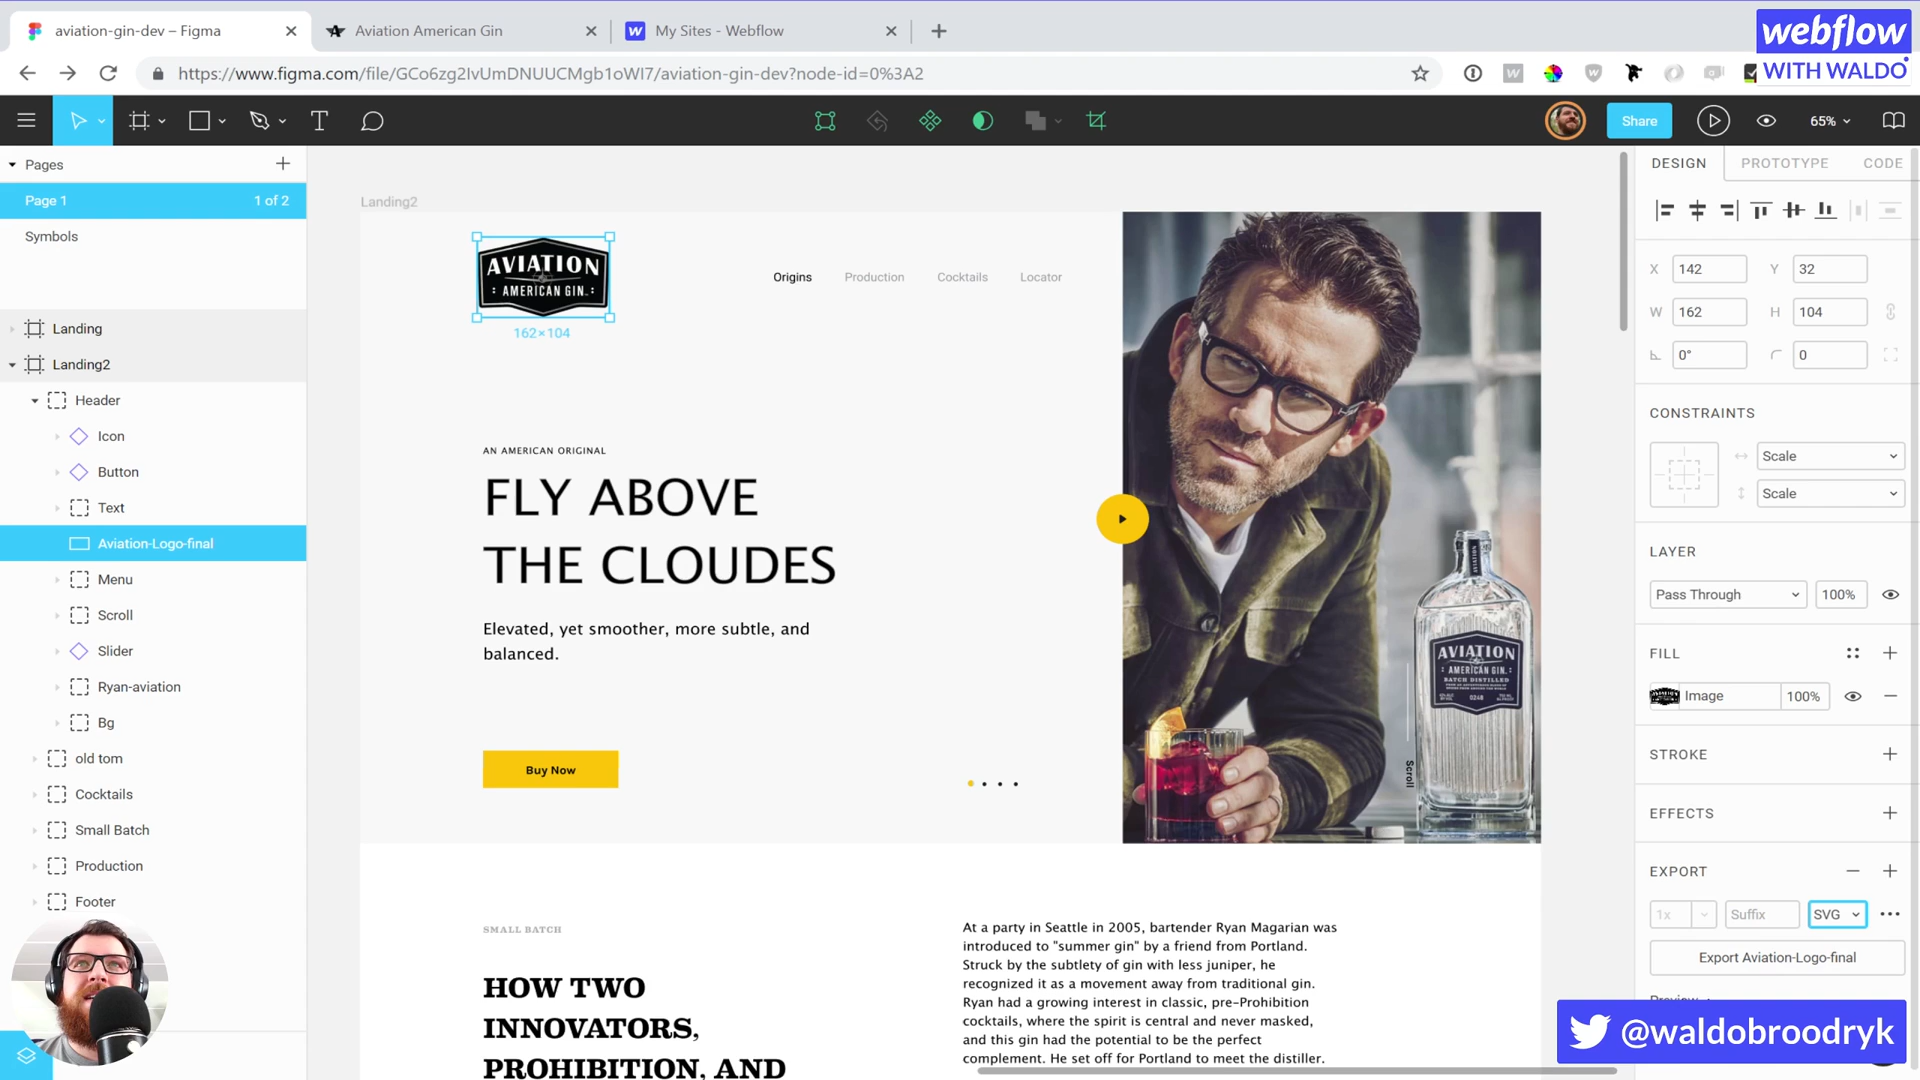 aviation-gin-dev – Figma
Aviation American Gin
My Sites - Webflow
webflow
WITH WALDO
https://www.figma.com/file/GCo6zg2IvUmDNUUCMgb1oWI7/aviation-gin-dev?node-id=0%3A2
T
Share
65%
Pages
Page 1
1 of 2
Symbols
Landing
Landing2
Header
Icon
Button
Text
Aviation-Logo-final
Menu
Scroll
Slider
Ryan-aviation
Bg
old tom
Cocktails
Small Batch
Production
Footer
Landing2
AVIATION
AMERICAN GIN
162×104
Origins
Production
Cocktails
Locator
AN AMERICAN ORIGINAL
FLY ABOVE
THE CLOUDES
Elevated, yet smoother, more subtle, and
balanced.
Buy Now
Scroll
AVIATION
AMERICAN GIN
BATCH DISTILLED
SMALL BATCH
HOW TWO
INNOVATORS,
PROHIBITION, AND
At a party in Seattle in 2005, bartender Ryan Magarian was
introduced to "summer gin" by a friend from Portland.
Struck by the subtlety of gin with less juniper, he
recognized it as a movement away from traditional gin.
Ryan had a growing interest in classic, pre-Prohibition
cocktails, where the spirit is central and never masked,
and this gin had the potential to be the perfect
complement. He set off for Portland to meet the distiller.
DESIGN
PROTOTYPE
CODE
X 142
Y 32
W 162
H 104
0°
0
CONSTRAINTS
Scale
Scale
LAYER
Pass Through
100%
FILL
Image
100%
STROKE
EFFECTS
EXPORT
1x
Suffix
SVG
Export Aviation-Logo-final
@waldobroodryk